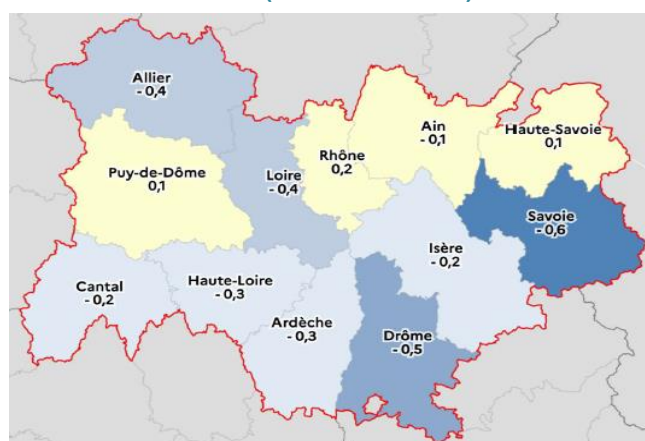 Allier
- 0,4
Ain
- 0,1
Haute-Savoie
0,1
Rhône
0,2
Puy-de-Dôme
0,1
Loire
- 0,4
Savoie
- 0,6
Isère
- 0,2
Cantal
- 0,2
Haute-Loire
- 0,3
Ardèche
- 0,3
Drôme
- 0,5